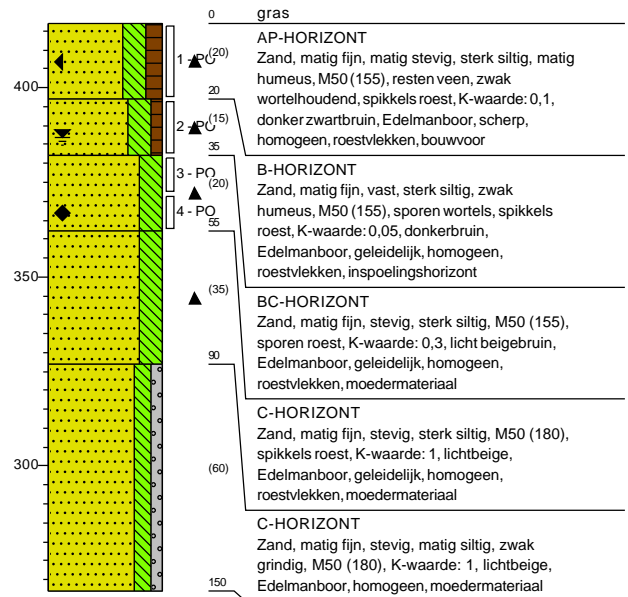 0 gras
AP-HORIZONT
Zand, matig fijn, matig stevig, sterk siltig, matig
humeus, M50 (155), resten veen, zwak
wortelhoudend, spikkels roest, K-waarde: 0,1,
donker zwartbruin, Edelmanboor, scherp,
homogeen, roestvlekken, bouwvoor
1 - PO (20)
400
20
2 - PO (15)
35
B-HORIZONT
Zand, matig fijn, vast, sterk siltig, zwak
humeus, M50 (155), sporen wortels, spikkels
roest, K-waarde: 0,05, donkerbruin,
Edelmanboor, geleidelijk, homogeen,
roestvlekken, inspoelingshorizont
3 - PO
(20)
4 - PO
55
350
(35)
BC-HORIZONT
Zand, matig fijn, stevig, sterk siltig, M50 (155),
sporen roest, K-waarde: 0,3, licht beigebruin,
Edelmanboor, geleidelijk, homogeen,
roestvlekken, moedermateriaal
90
C-HORIZONT
Zand, matig fijn, stevig, sterk siltig, M50 (180),
spikkels roest, K-waarde: 1, lichtbeige,
Edelmanboor, geleidelijk, homogeen,
roestvlekken, moedermateriaal
300
(60)
C-HORIZONT
Zand, matig fijn, stevig, matig siltig, zwak
grindig, M50 (180), K-waarde: 1, lichtbeige,
Edelmanboor, homogeen, moedermateriaal
150